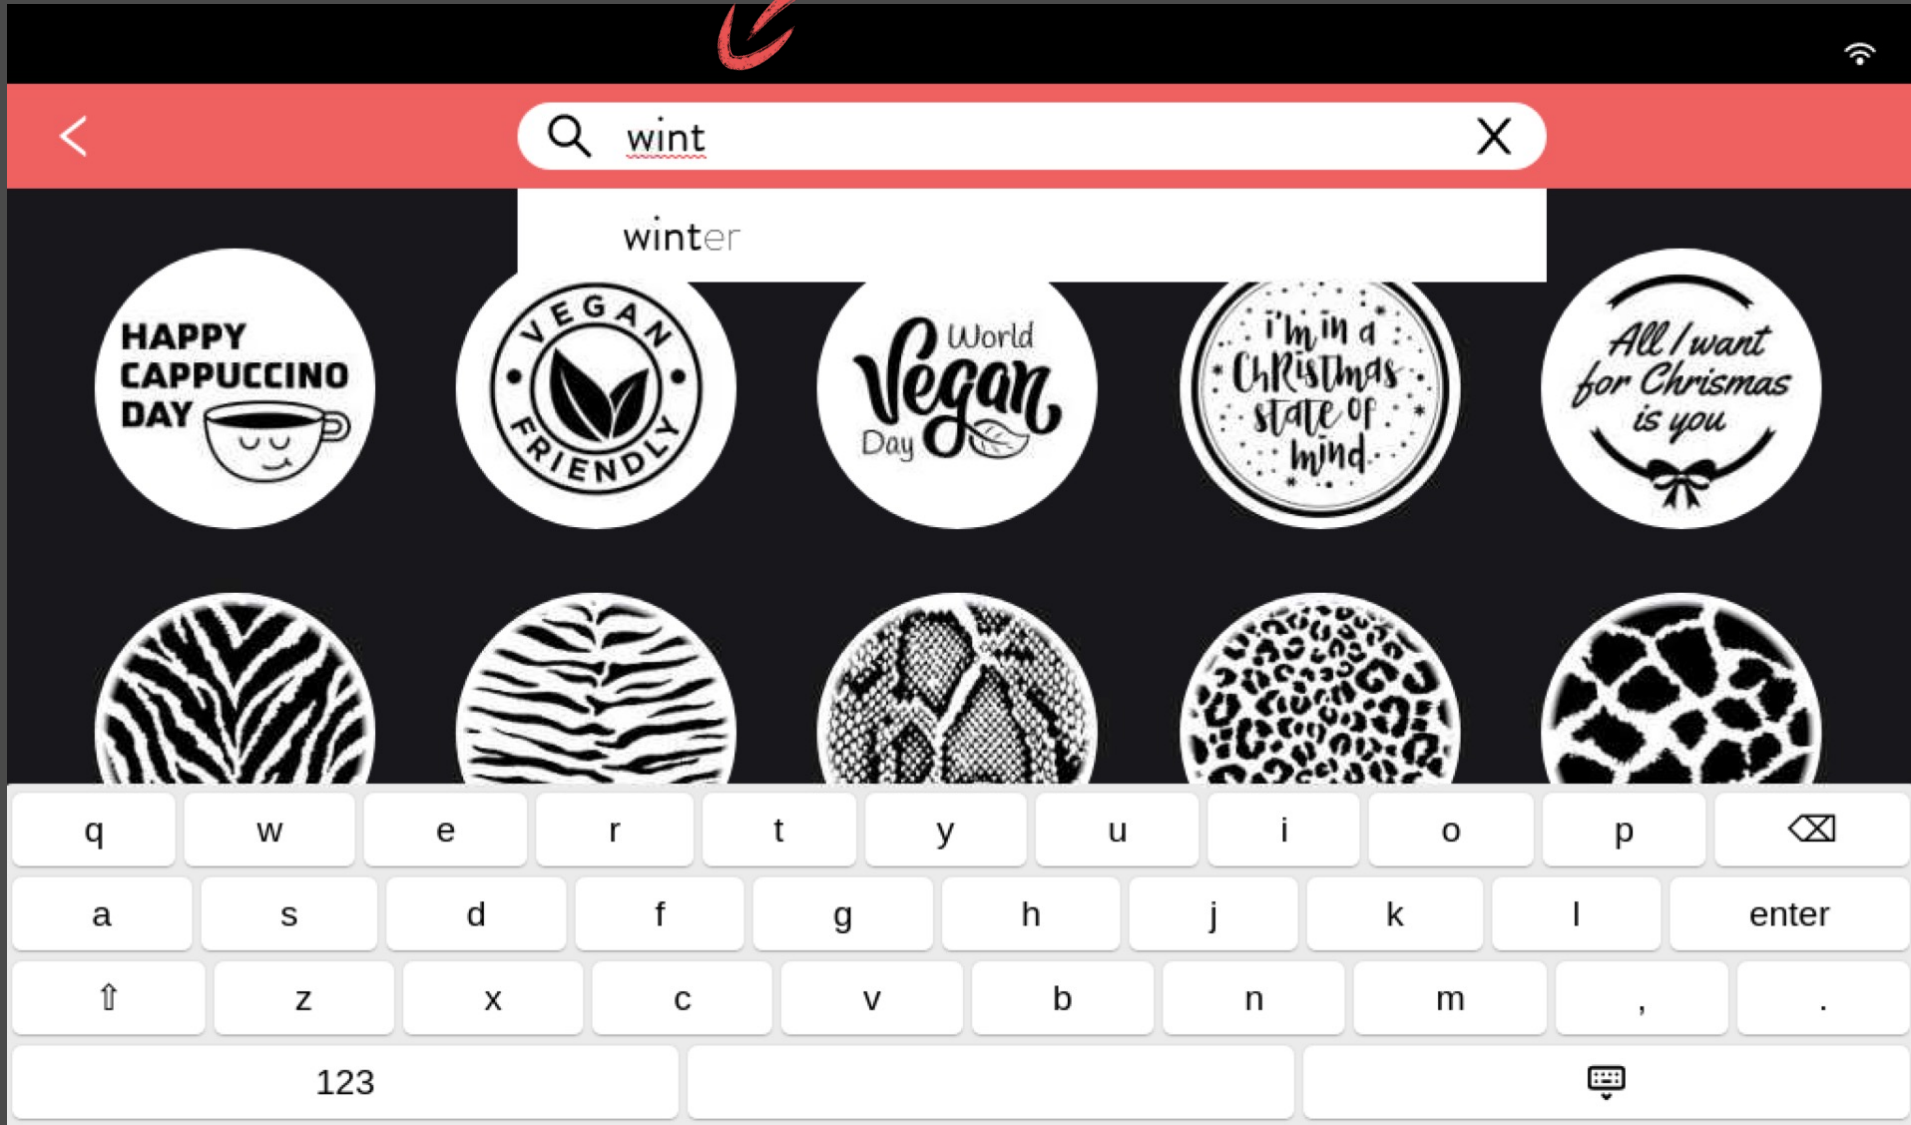 wint
winter
HAPPY
CAPPUCCINO
DAY
VEGAN
FRIENDLY
World
Vegan
Day
i'm in a
Christmas
state of
mind
All I want
for Chrismas
is you
q w e r t y u i o p
a s d f g h j k l enter
z x c v b n m , .
123